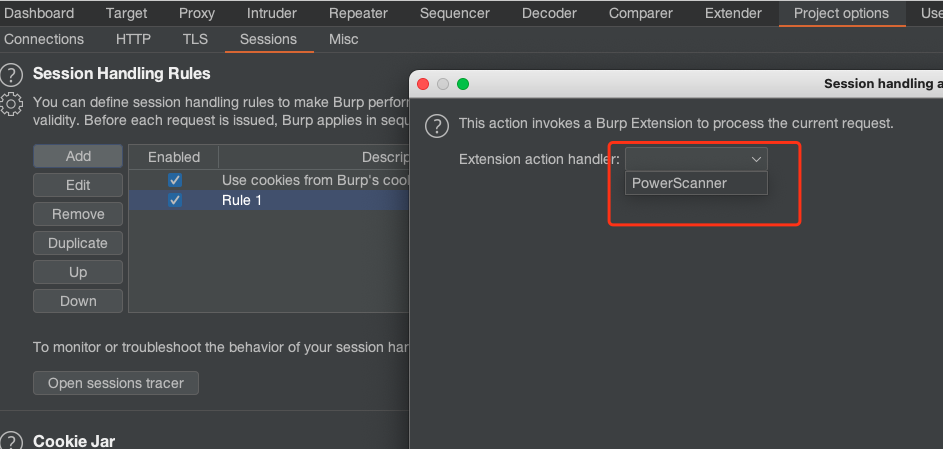 Dashboard Target Proxy Intruder Repeater Sequencer Decoder Comparer Extender Project options Use
Connections HTTP TLS Sessions Misc
? Session Handling Rules
You can define session handling rules to make Burp perfor
validity. Before each request is issued, Burp applies in sequ
Add
Edit
Remove
Duplicate
Up
Down
Enabled Descrip
Use cookies from Burp's cool
Rule 1
To monitor or troubleshoot the behavior of your session han
Open sessions tracer
? Cookie Jar
Session handling a
? This action invokes a Burp Extension to process the current request.
Extension action handler:
PowerScanner